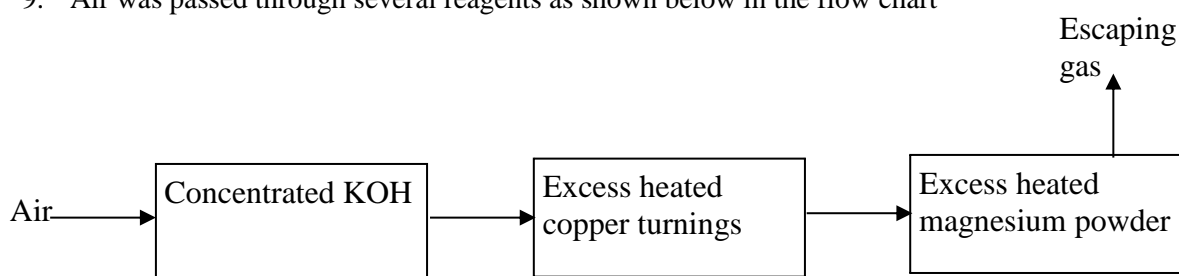 9. Air was passed through several reagents as shown below in the flow chart
Escaping
gas
Air
Concentrated KOH
Excess heated
copper turnings
Excess heated
magnesium powder